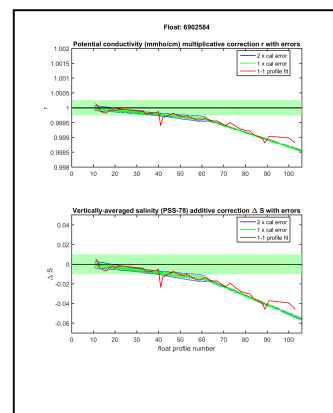 Float: 6902584
Potential conductivity (mmho/cm) multiplicative correction r with errors
1.002
1.0015
1.001
1.0005
1
0.9995
0.999
0.9985
0.998
r
2 x cal error
1 x cal error
1-1 profile fit
0 10 20 30 40 50 60 70 80 90 100
Vertically-averaged salinity (PSS-78) additive correction Δ S with errors
0.04
0.02
0
-0.02
-0.04
-0.06
Δ S
2 x cal error
1 x cal error
1-1 profile fit
0 10 20 30 40 50 60 70 80 90 100
float profile number